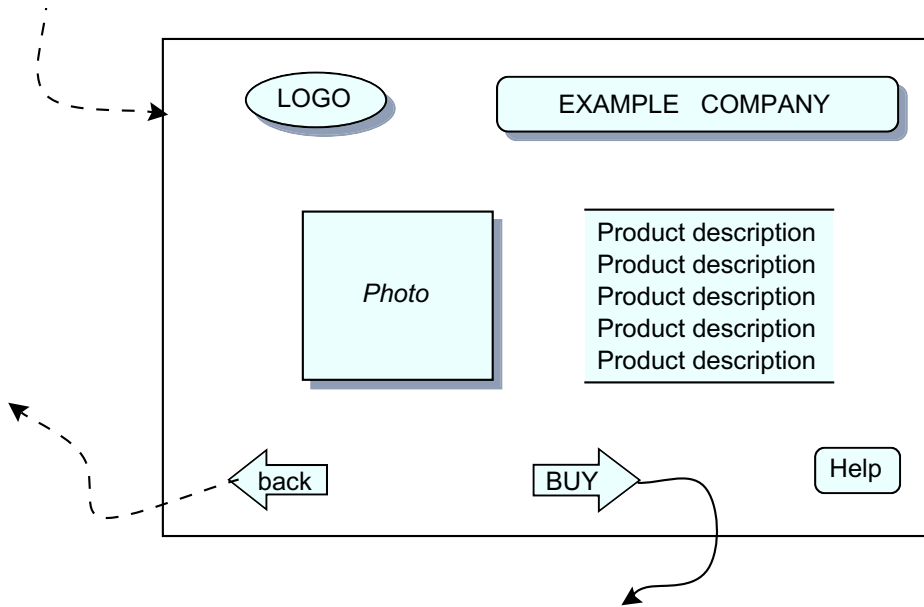 LOGO
EXAMPLE COMPANY
Photo
Product description
Product description
Product description
Product description
Product description
back
BUY
Help